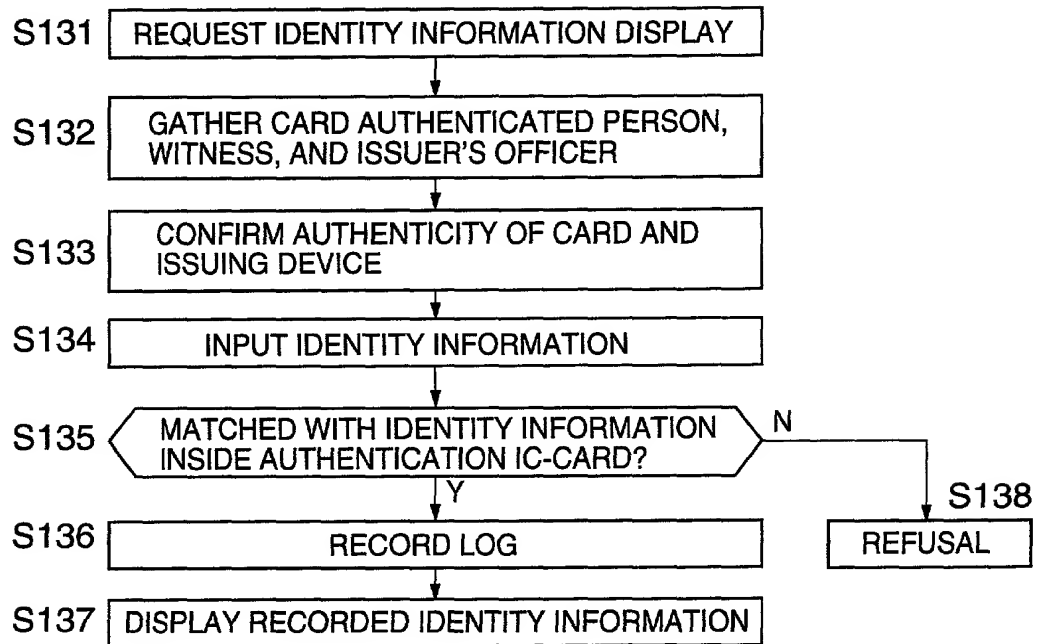 S131 REQUEST IDENTITY INFORMATION DISPLAY
S132 GATHER CARD AUTHENTICATED PERSON,
WITNESS, AND ISSUER'S OFFICER
S133 CONFIRM AUTHENTICITY OF CARD AND
ISSUING DEVICE
S134 INPUT IDENTITY INFORMATION
S135 MATCHED WITH IDENTITY INFORMATION
INSIDE AUTHENTICATION IC-CARD?
N
Y
S138
S136 RECORD LOG
REFUSAL
S137 DISPLAY RECORDED IDENTITY INFORMATION